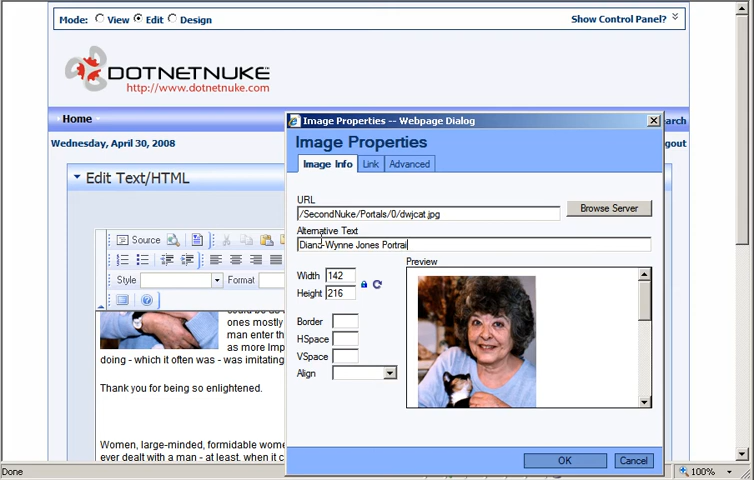 Mode: View Edit Design Show Control Panel?
DOTNETNUKE
http://www.dotnetnuke.com
Home
arch
Wednesday, April 30, 2008
gout
Image Properties -- Webpage Dialog
Image Properties
Image Info Link Advanced
Edit Text/HTML
URL
/SecondNuke/Portals/0/dwjcat.jpg
Browse Server
Alternative Text
Source
Style Format
Width 142
Height 216
Preview
Border
HSpace
VSpace
Align
ones mostly
man enter th
as more Imp
doing - which it often was - was imitating
Thank you for being so enlightened.
Women, large-minded, formidable wome
ever dealt with a man - at least, when it c
OK Cancel
Done
100%